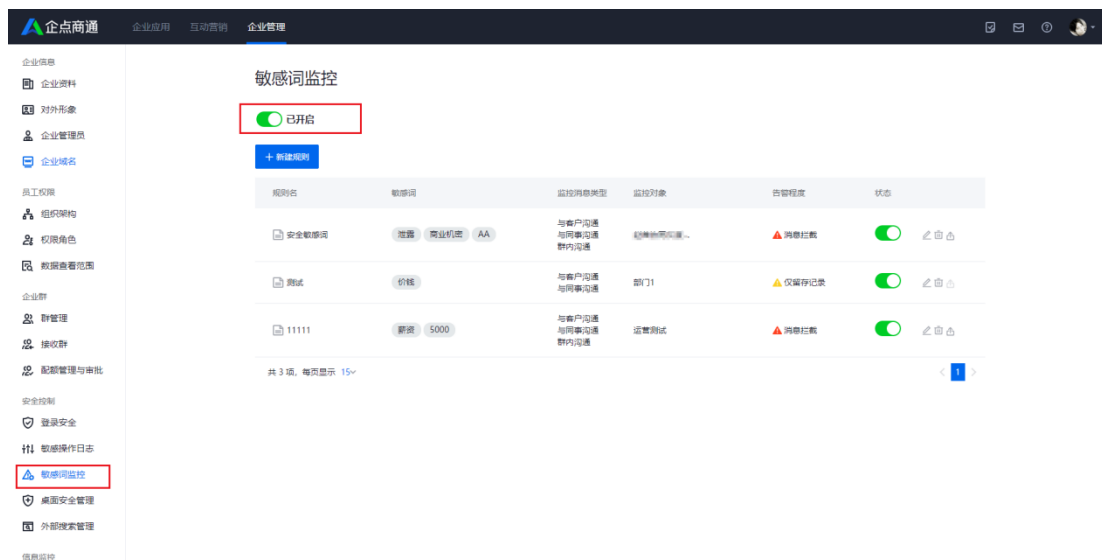 企点商通 企业应用 互动营销 企业管理
企业信息
企业资料
对外形象
企业管理员
企业域名
员工权限
组织架构
权限角色
数据查看范围
企业群
群管理
接收群
配额管理与审批
安全控制
登录安全
敏感操作日志
敏感词监控
桌面安全管理
外部搜索管理
信息监控
敏感词监控
已开启
+ 新建规则
规则名 敏感词 监控消息类型 监控对象 告警程度 状态
安全敏感词 泄露 商业机密 AA 与客户沟通 消息拦截
与同事沟通
群内沟通
测试 价钱 与客户沟通 部门1 仅留存记录
与同事沟通
11111 薪资 5000 与客户沟通 运营测试 消息拦截
与同事沟通
群内沟通
共 3 项, 每页显示 15 < 1 >